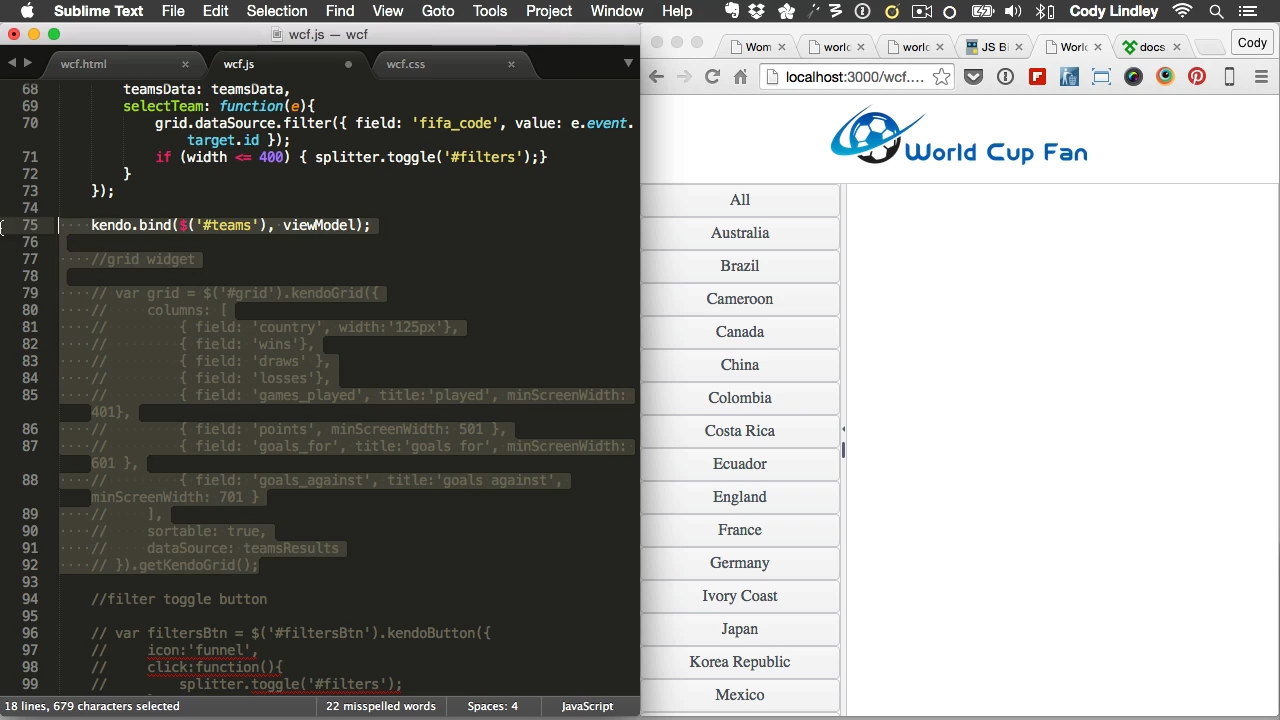 Sublime Text File Edit Selection Find View Goto Tools Project Window Help Cody Lindley
wcf.js — wcf
wcf.html × wcf.js wcf.css ×
68 teamsData: teamsData,
69 selectTeam: function(e){
70 grid.dataSource.filter({ field: 'fifa_code', value: e.event.
target.id });
71 if (width <= 400) { splitter.toggle('#filters');}
72 }
73 });
74
75 kendo.bind($('#teams'), viewModel);
76
77 //grid widget
78
79 // var grid = $('#grid').kendoGrid({
80 // columns: [
81 // { field: 'country', width:'125px'},
82 // { field: 'wins'},
83 // { field: 'draws' },
84 // { field: 'losses'},
85 // { field: 'games_played', title:'played', minScreenWidth:
401},
86 // { field: 'points', minScreenWidth: 501 },
87 // { field: 'goals_for', title:'goals for', minScreenWidth:
601 },
88 // { field: 'goals_against', title:'goals against',
minScreenWidth: 701 }
89 // ],
90 // sortable: true,
91 // dataSource: teamsResults
92 // }).getKendoGrid();
93
94 //filter toggle button
95
96 // var filtersBtn = $('#filtersBtn').kendoButton({
97 // icon:'funnel',
98 // click:function(){
99 // splitter.toggle('#filters');
18 lines, 679 characters selected 22 misspelled words Spaces: 4 JavaScript
Wom × worlc × worlc × JS Bi × World × docs × Cody
localhost:3000/wcf....
World Cup Fan
All
Australia
Brazil
Cameroon
Canada
China
Colombia
Costa Rica
Ecuador
England
France
Germany
Ivory Coast
Japan
Korea Republic
Mexico